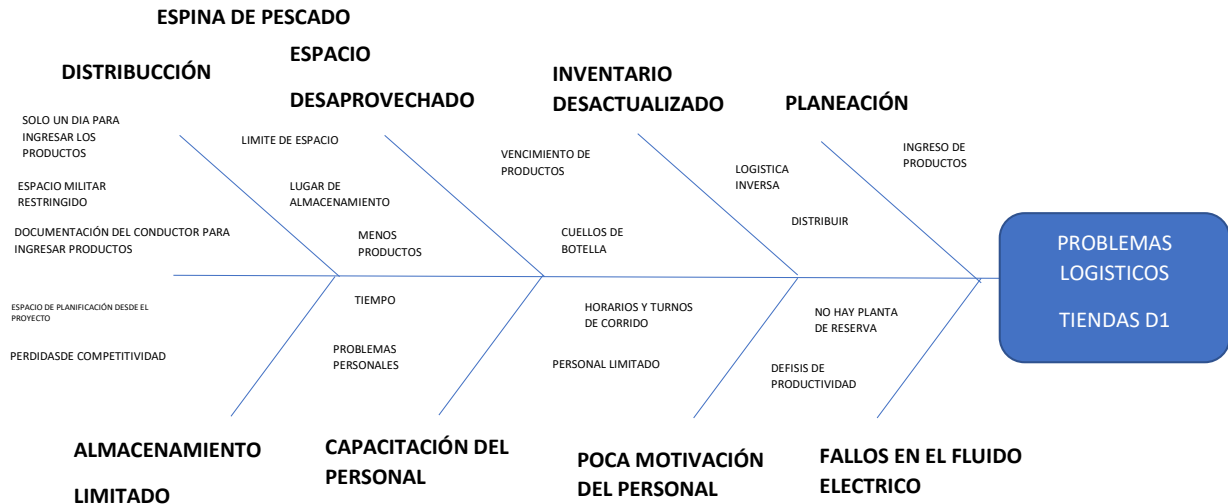 ESPINA DE PESCADO
DISTRIBUCCIÓN
SOLO UN DIA PARA
INGRESAR LOS
PRODUCTOS
ESPACIO MILITAR
RESTRINGIDO
DOCUMENTACIÓN DEL CONDUCTOR PARA
INGRESAR PRODUCTOS
ESPACIO
DESAPROVECHADO
LIMITE DE ESPACIO
LUGAR DE
ALMACENAMIENTO
MENOS
PRODUCTOS
INVENTARIO
DESACTUALIZADO
VENCIMIENTO DE
PRODUCTOS
CUELLOS DE
BOTELLA
PLANEACIÓN
LOGISTICA
INVERSA
DISTRIBUIR
INGRESO DE
PRODUCTOS
PROBLEMAS
LOGISTICOS
TIENDAS D1
ESPACIO DE PLANIFICACIÓN DESDE EL
PROYECTO
PERDIDASDE COMPETITIVIDAD
ALMACENAMIENTO
LIMITADO
TIEMPO
PROBLEMAS
PERSONALES
CAPACITACIÓN DEL
PERSONAL
HORARIOS Y TURNOS
DE CORRIDO
PERSONAL LIMITADO
POCA MOTIVACIÓN
DEL PERSONAL
NO HAY PLANTA
DE RESERVA
DEFISIS DE
PRODUCTIVIDAD
FALLOS EN EL FLUIDO
ELECTRICO